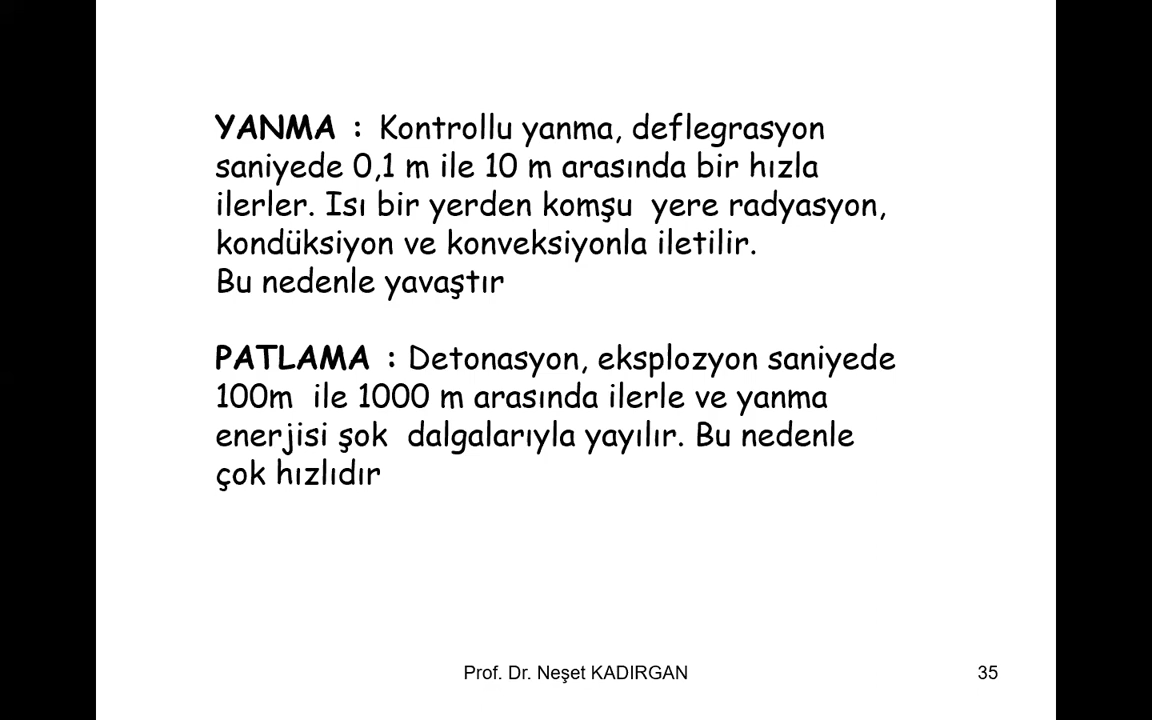 YANMA : Kontrollu yanma, deflegrasyon
saniyede 0,1 m ile 10 m arasında bir hızla
ilerler. Isı bir yerden komşu yere radyasyon,
kondüksiyon ve konveksiyonla iletilir.
Bu nedenle yavaştır
PATLAMA : Detonasyon, eksplozyon saniyede
100m ile 1000 m arasında ilerle ve yanma
enerjisi şok dalgalarıyla yayılır. Bu nedenle
çok hızlıdır
Prof. Dr. Neşet KADIRGAN
35